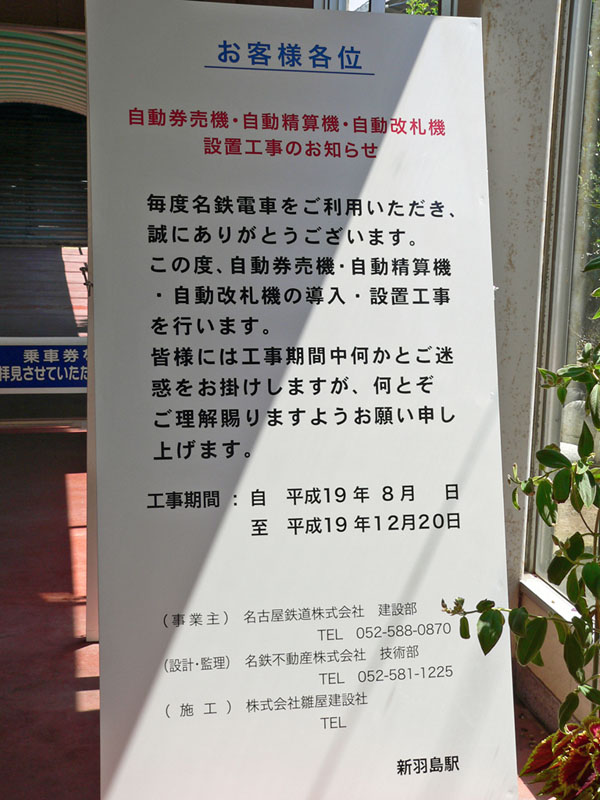 お客様各位
自動券売機・自動精算機・自動改札機
設置工事のお知らせ
毎度名鉄電車をご利用いただき、
誠にありがとうございます。
この度、自動券売機・自動精算機
・自動改札機の導入・設置工事
を行います。
皆様には工事期間中何かとご迷
惑をお掛けしますが、何とぞ
ご理解賜りますようお願い申し
上げます。
工事期間 : 自 平成19年 8月 日
至 平成19年12月20日
(事業主) 名古屋鉄道株式会社 建設部
TEL 052-588-0870
(設計・監理) 名鉄不動産株式会社 技術部
TEL 052-581-1225
(施工) 株式会社雛屋建設社
TEL
新羽島駅
乗車券を
拝見させていただ